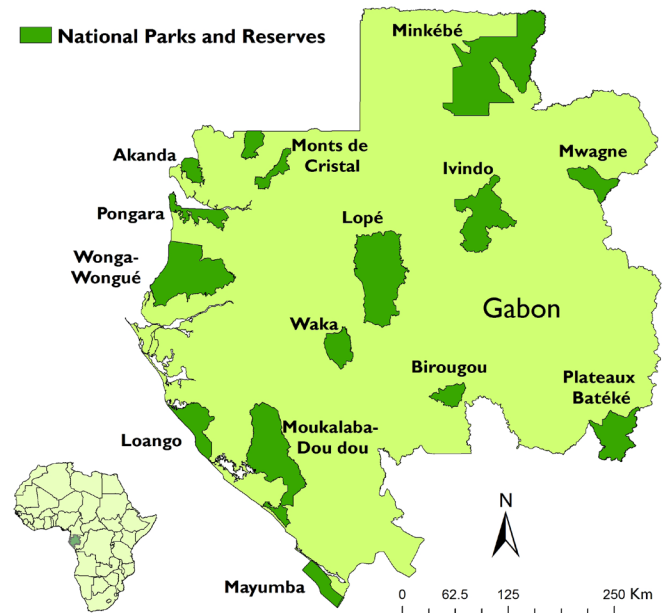 National Parks and Reserves
Minkébé
Akanda
Monts de
Cristal
Ivindo
Mwagne
Pongara
Lopé
Wonga-
Wongué
Gabon
Waka
Birougou
Plateaux
Batéké
Loango
Moukalaba-
Dou dou
N
Mayumba
0 62.5 125 250 Km